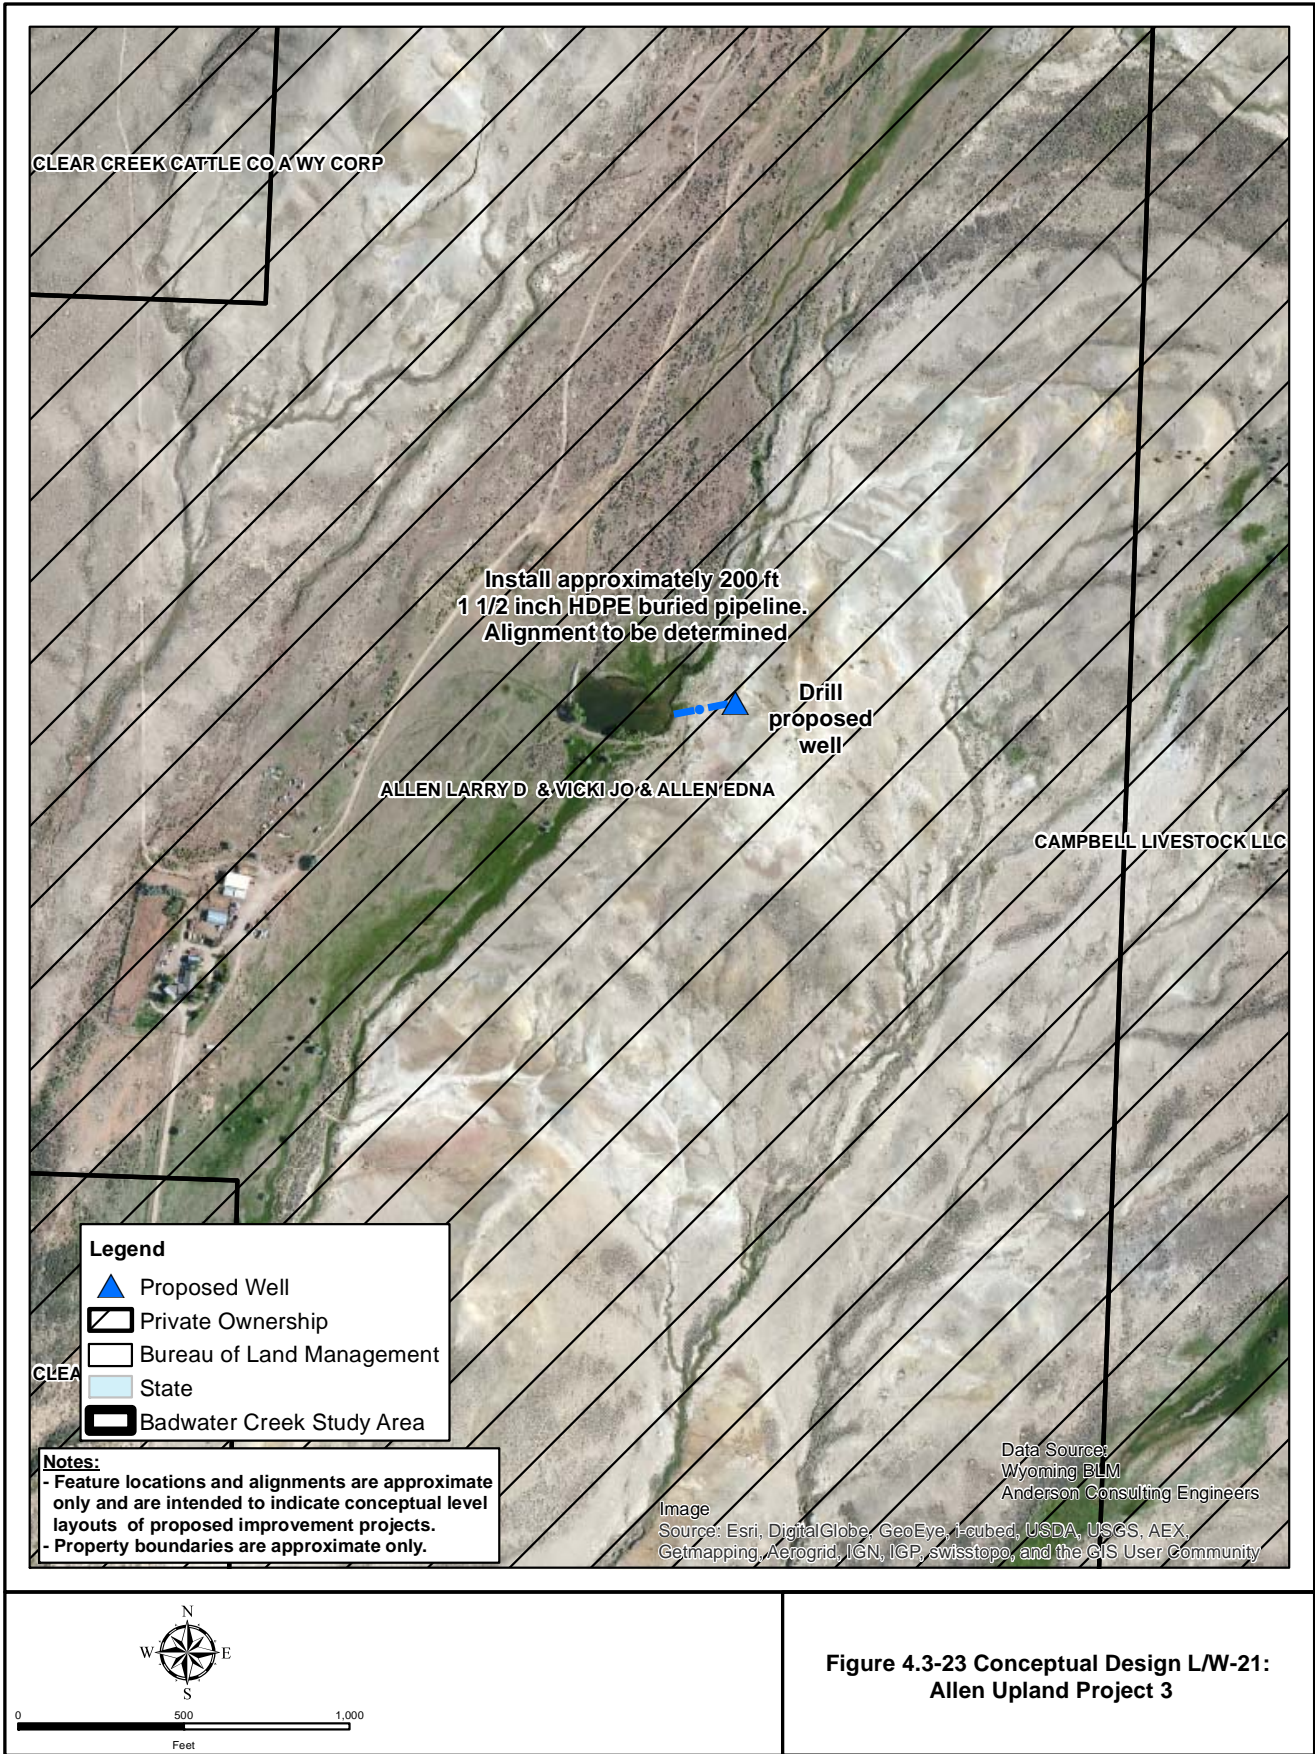 CLEAR CREEK CATTLE CO A WY CORP
Install approximately 200 ft
1 1/2 inch HDPE buried pipeline.
Alignment to be determined
Drill
proposed
well
ALLEN LARRY D & VICKI JO & ALLEN EDNA
CAMPBELL LIVESTOCK LLC
Legend
Proposed Well
Private Ownership
Bureau of Land Management
State
Badwater Creek Study Area
CLEA
Notes:
- Feature locations and alignments are approximate
only and are intended to indicate conceptual level
layouts of proposed improvement projects.
- Property boundaries are approximate only.
Data Source:
Wyoming BLM
Anderson Consulting Engineers
Image
Source: Esri, DigitalGlobe, GeoEye, i-cubed, USDA, USGS, AEX,
Getmapping, Aerogrid, IGN, IGP, swisstopo, and the GIS User Community
N
W E
S
0 500 1,000
Feet
Figure 4.3-23 Conceptual Design L/W-21:
Allen Upland Project 3